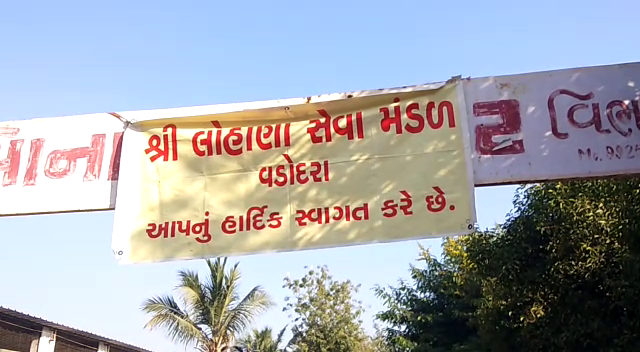 શ્રી લોહાણા સેવા મંડળ
વડોદરા
આપનું હાર્દિક સ્વાગત કરે છે.